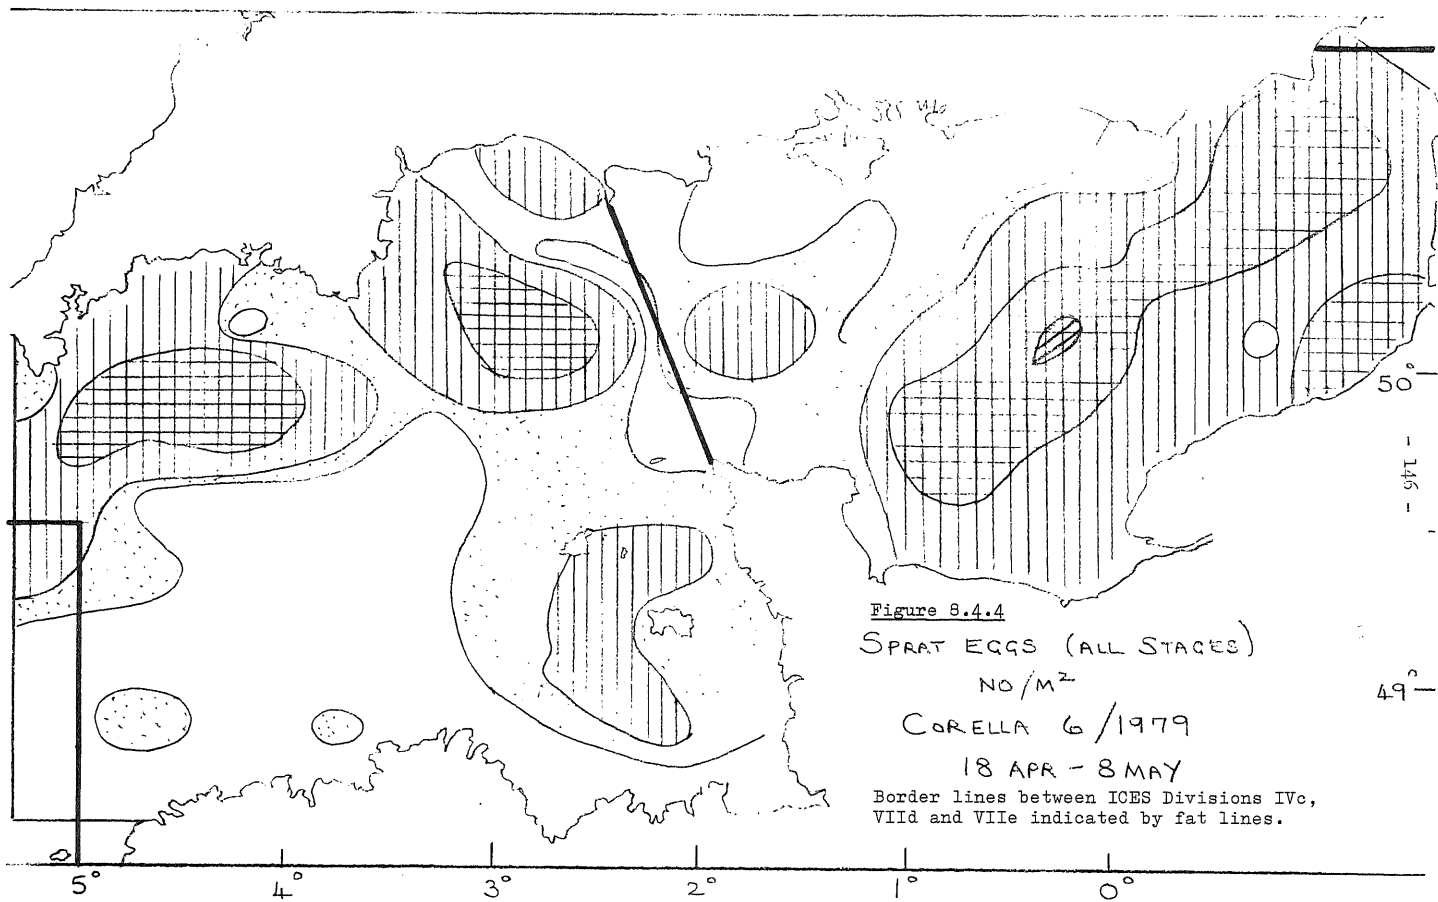 50°
- 146 -
Figure 8.4.4
SPRAT EGGS (ALL STAGES)
NO/M²
49°
CORELLA 6/1979
18 APR - 8 MAY
Border lines between ICES Divisions IVc,
VIId and VIIe indicated by fat lines.
5° 4° 3° 2° 1° 0°